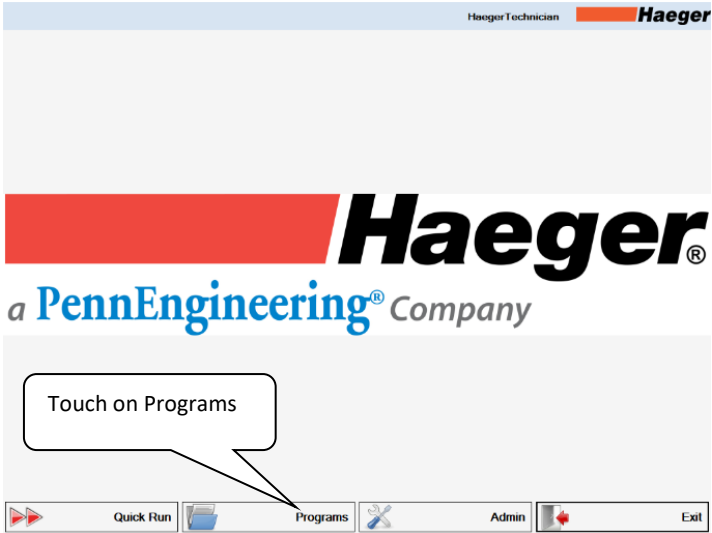 HaegerTechnician Haeger
Haeger®
a PennEngineering® Company
Touch on Programs
Quick Run Programs Admin Exit